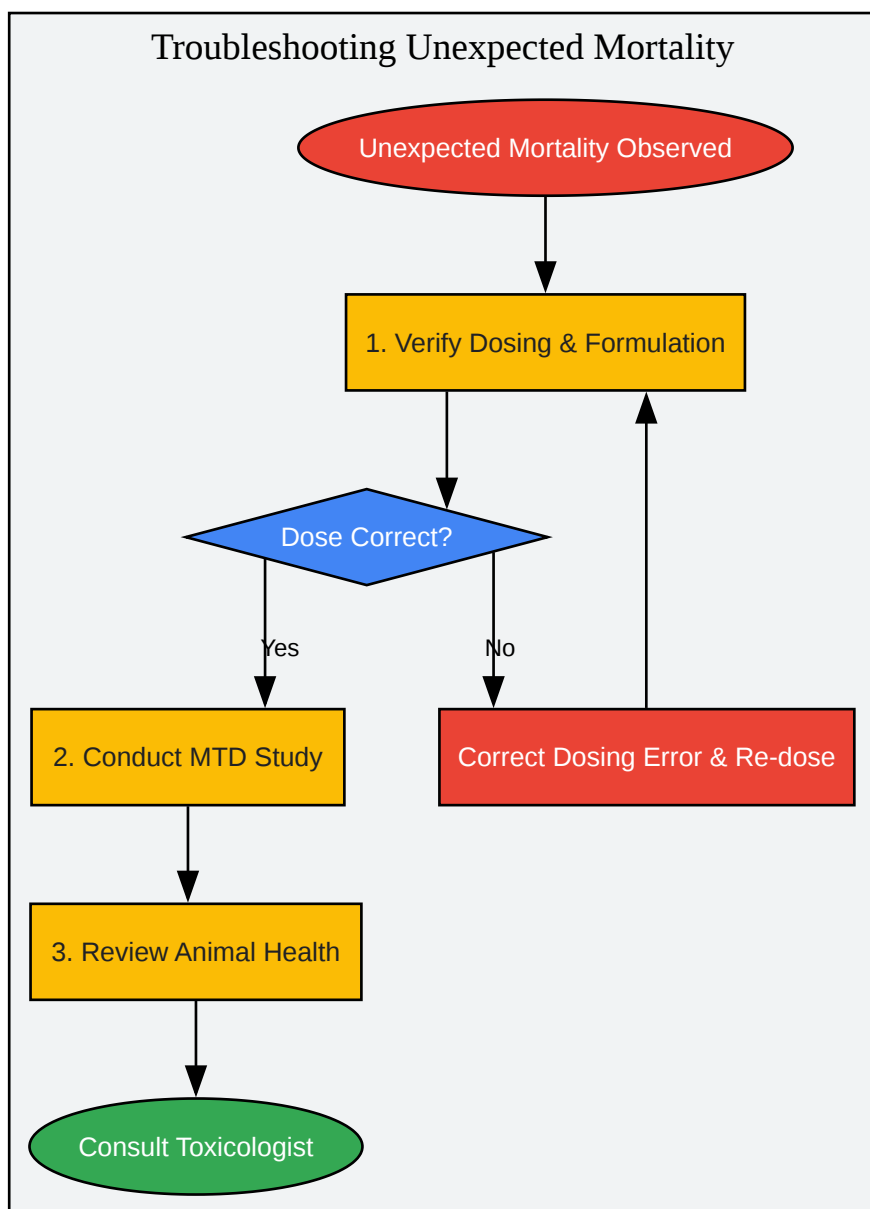 Troubleshooting Unexpected Mortality
Unexpected Mortality Observed
1. Verify Dosing & Formulation
Dose Correct?
Yes
No
2. Conduct MTD Study
Correct Dosing Error & Re-dose
3. Review Animal Health
Consult Toxicologist